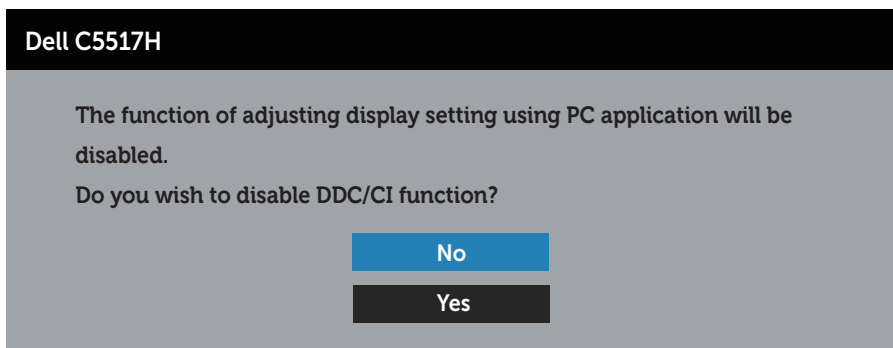 Dell C5517H
The function of adjusting display setting using PC application will be
disabled.
Do you wish to disable DDC/CI function?
No
Yes